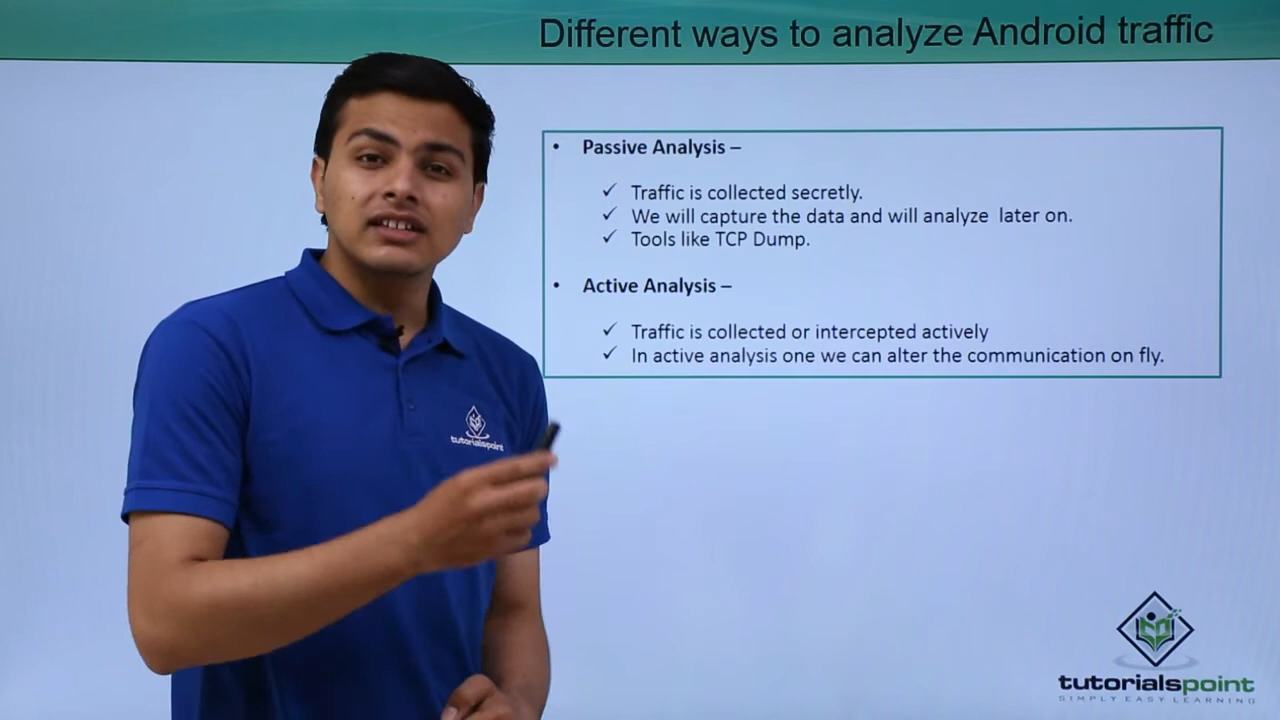 Different ways to analyze Android traffic
• Passive Analysis –
✓ Traffic is collected secretly.
✓ We will capture the data and will analyze later on.
✓ Tools like TCP Dump.
• Active Analysis –
✓ Traffic is collected or intercepted actively
✓ In active analysis one we can alter the communication on fly.
tutorialspoint
tutorialspoint
SIMPLY EASY LEARNING